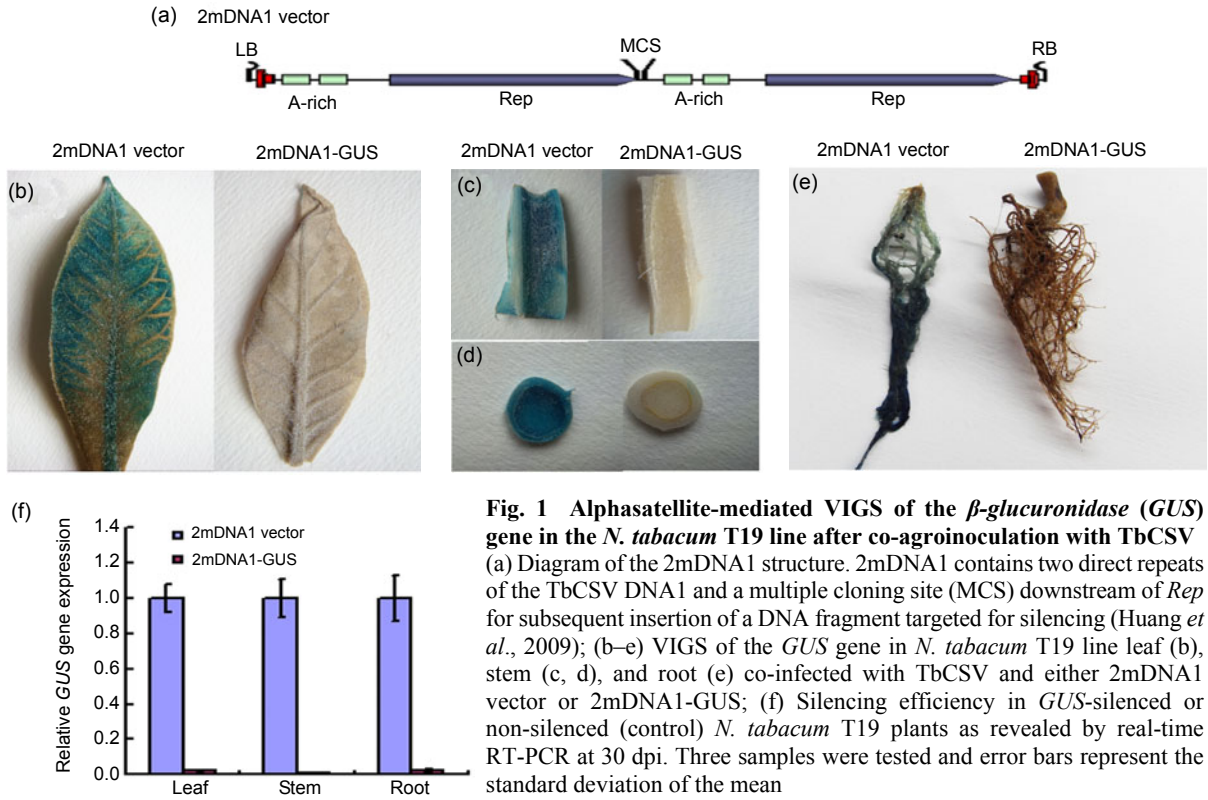 (a) 2mDNA1 vector
LB
MCS
RB
A-rich
Rep
A-rich
Rep
2mDNA1 vector
2mDNA1-GUS
2mDNA1 vector
2mDNA1-GUS
2mDNA1 vector
2mDNA1-GUS
(b)
(c)
(d)
(e)
(f)
Relative GUS gene expression
1.4
1.2
1.0
0.8
0.6
0.4
0.2
0.0
2mDNA1 vector
2mDNA1-GUS
Leaf
Stem
Root
Fig. 1 Alphasatellite-mediated VIGS of the β-glucuronidase (GUS)
gene in the N. tabacum T19 line after co-agroinoculation with TbCSV
(a) Diagram of the 2mDNA1 structure. 2mDNA1 contains two direct repeats
of the TbCSV DNA1 and a multiple cloning site (MCS) downstream of Rep
for subsequent insertion of a DNA fragment targeted for silencing (Huang et
al., 2009); (b–e) VIGS of the GUS gene in N. tabacum T19 line leaf (b),
stem (c, d), and root (e) co-infected with TbCSV and either 2mDNA1
vector or 2mDNA1-GUS; (f) Silencing efficiency in GUS-silenced or
non-silenced (control) N. tabacum T19 plants as revealed by real-time
RT-PCR at 30 dpi. Three samples were tested and error bars represent the
standard deviation of the mean